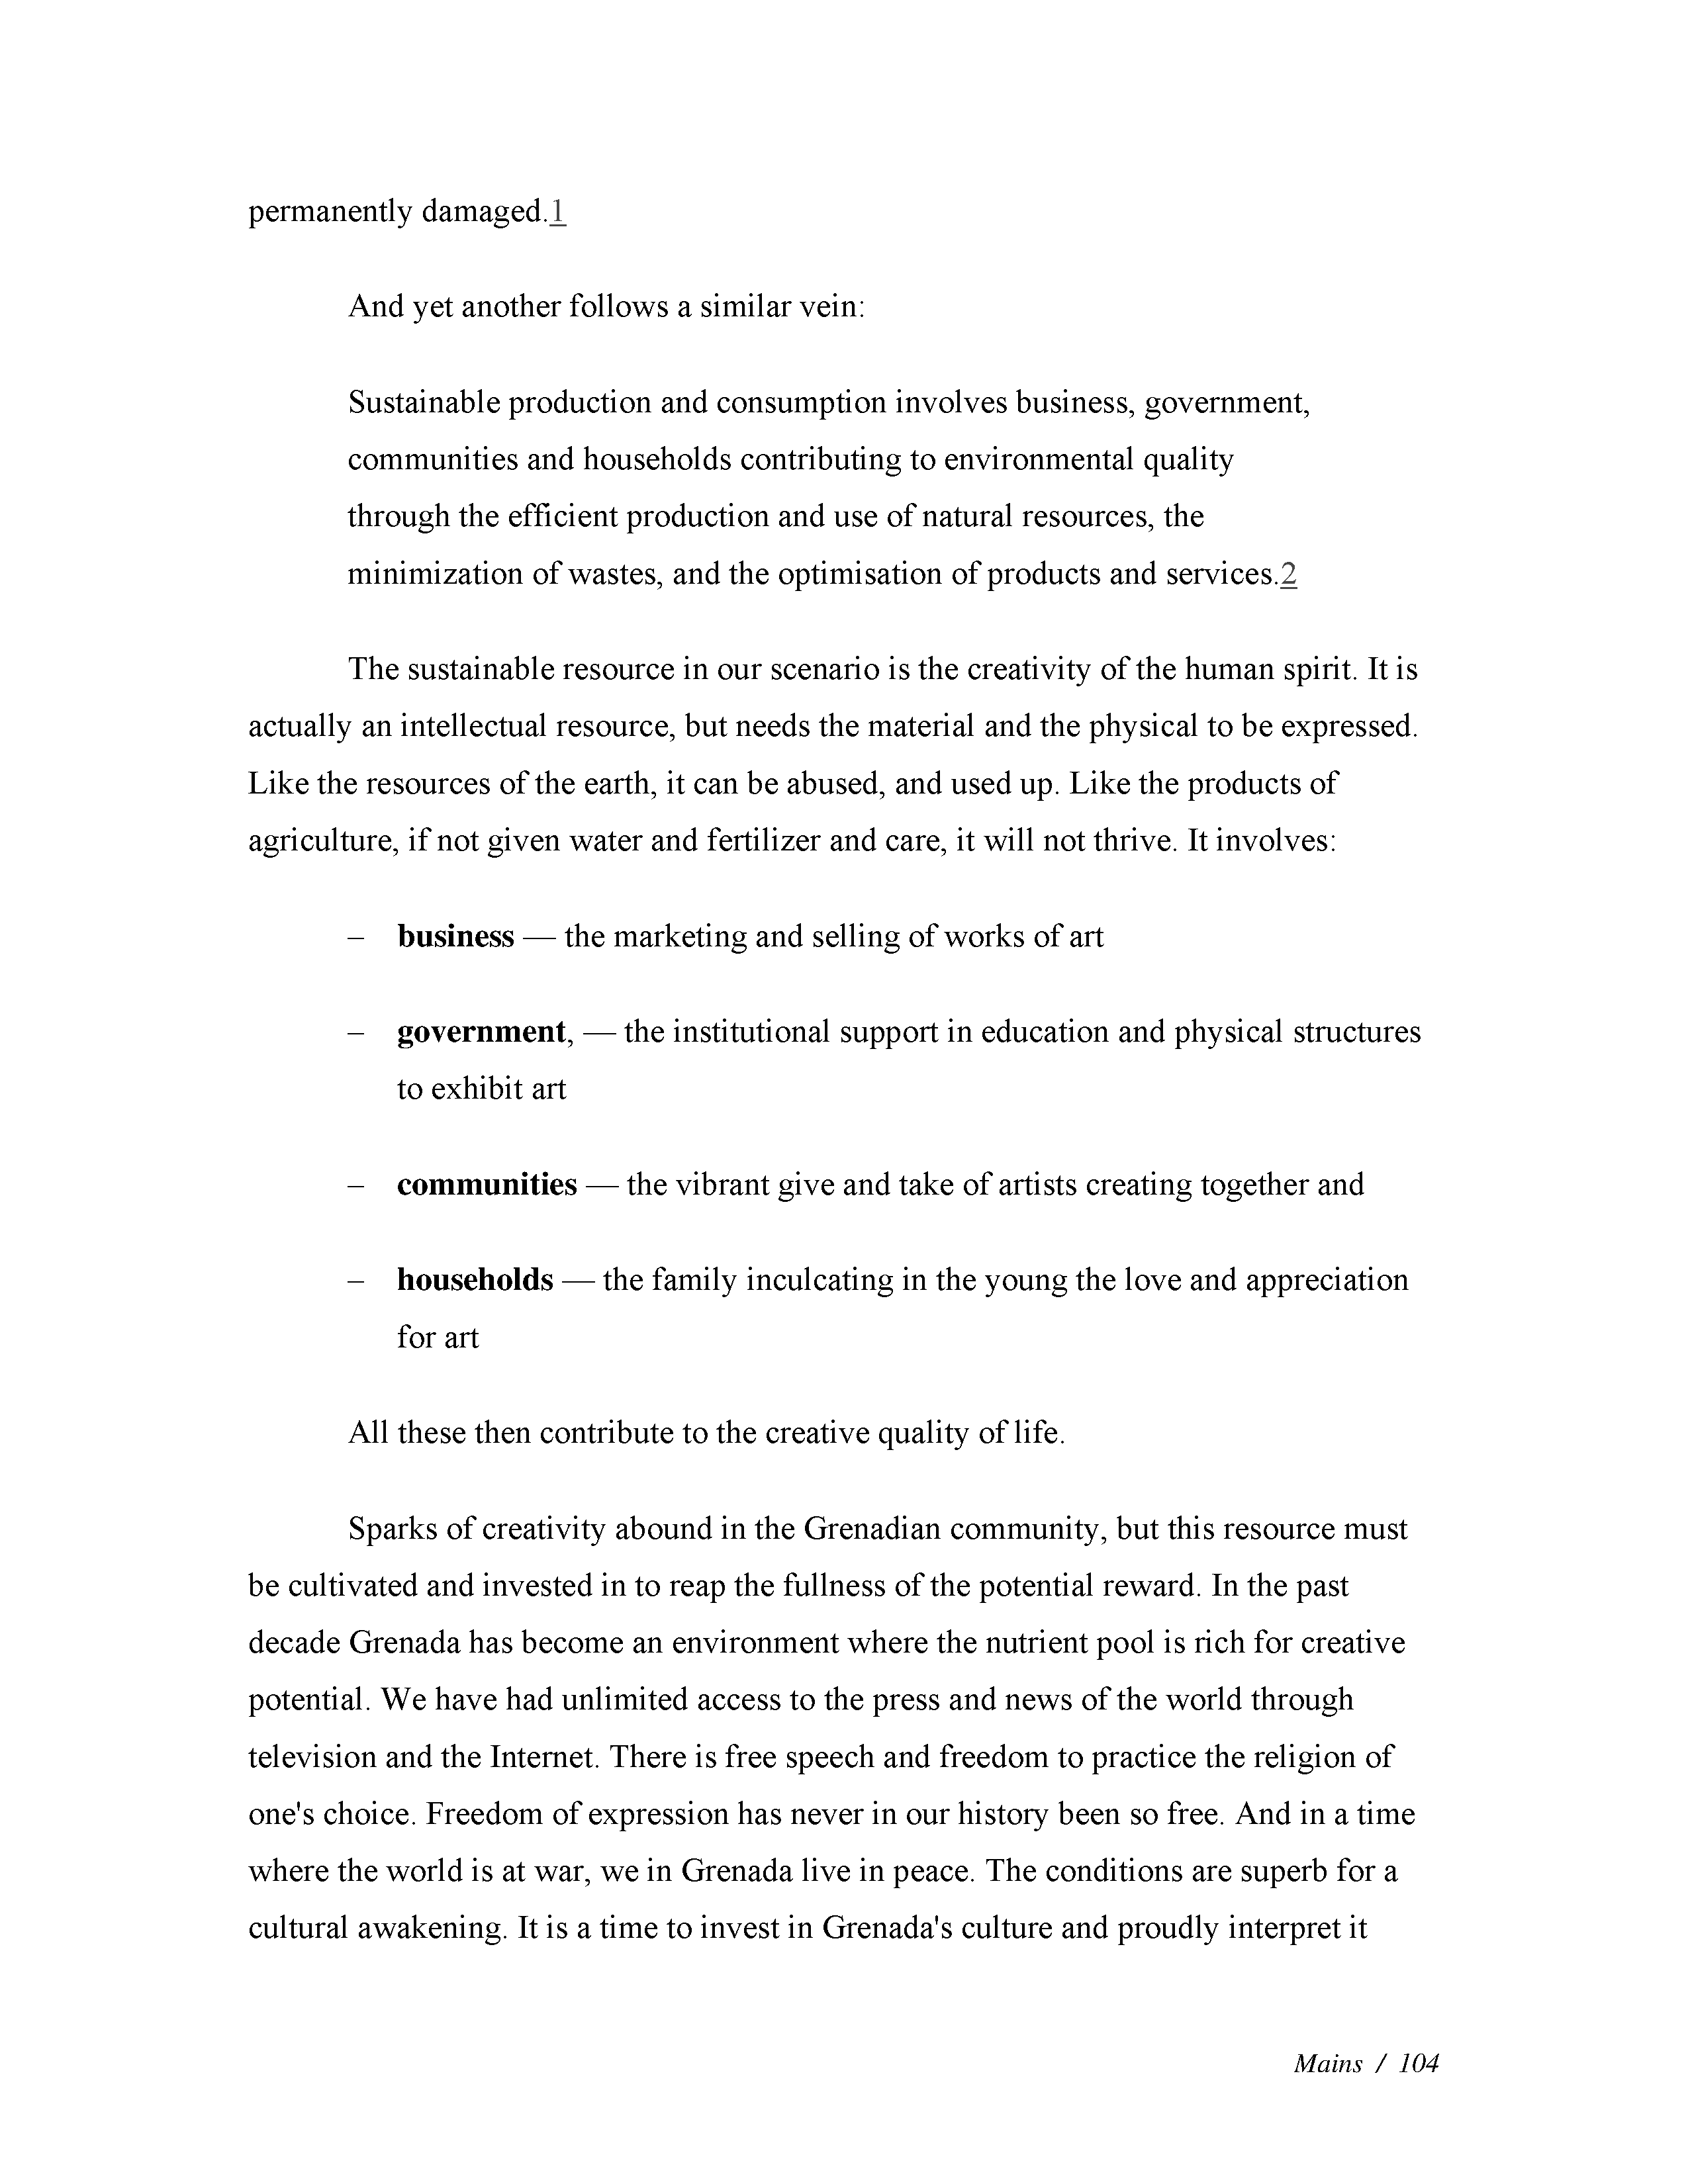 permanently damaged.1
And yet another follows a similar vein:
Sustainable production and consumption involves business, government,
communities and households contributing to environmental quality
through the efficient production and use of natural resources, the
minimization of wastes, and the optimisation of products and services.2
The sustainable resource in our scenario is the creativity of the human spirit. It is
actually an intellectual resource, but needs the material and the physical to be expressed.
Like the resources of the earth, it can be abused, and used up. Like the products of
agriculture, if not given water and fertilizer and care, it will not thrive. It involves:
– business — the marketing and selling of works of art
– government, — the institutional support in education and physical structures
to exhibit art
– communities — the vibrant give and take of artists creating together and
– households — the family inculcating in the young the love and appreciation
for art
All these then contribute to the creative quality of life.
Sparks of creativity abound in the Grenadian community, but this resource must
be cultivated and invested in to reap the fullness of the potential reward. In the past
decade Grenada has become an environment where the nutrient pool is rich for creative
potential. We have had unlimited access to the press and news of the world through
television and the Internet. There is free speech and freedom to practice the religion of
one's choice. Freedom of expression has never in our history been so free. And in a time
where the world is at war, we in Grenada live in peace. The conditions are superb for a
cultural awakening. It is a time to invest in Grenada's culture and proudly interpret it
Mains / 104